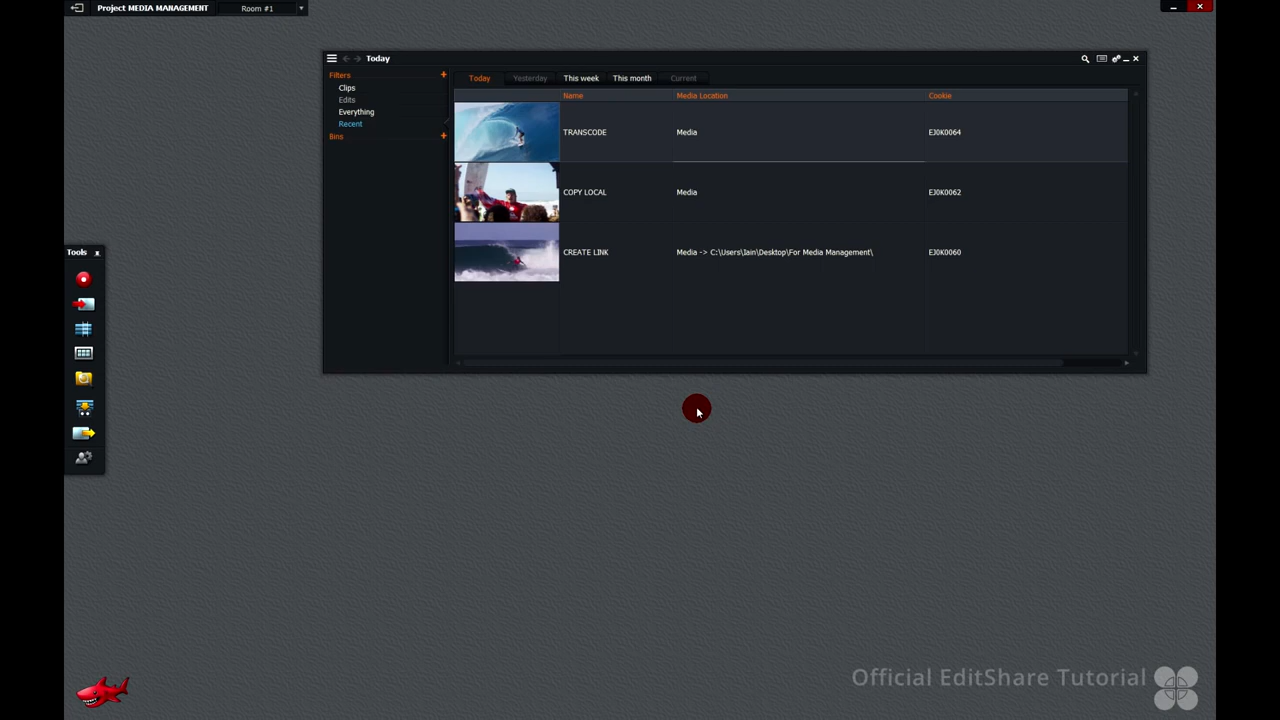 Project MEDIA MANAGEMENT
Room #1
Today
Filters
Clips
Edits
Everything
Recent
Bins
Today Yesterday This week This month Current
Name Media Location Cookie
TRANSCODE Media EJ0K0064
COPY LOCAL Media EJ0K0062
CREATE LINK Media -> C:\Users\Iain\Desktop\For Media Management\ EJ0K0060
Tools
Official EditShare Tutorial